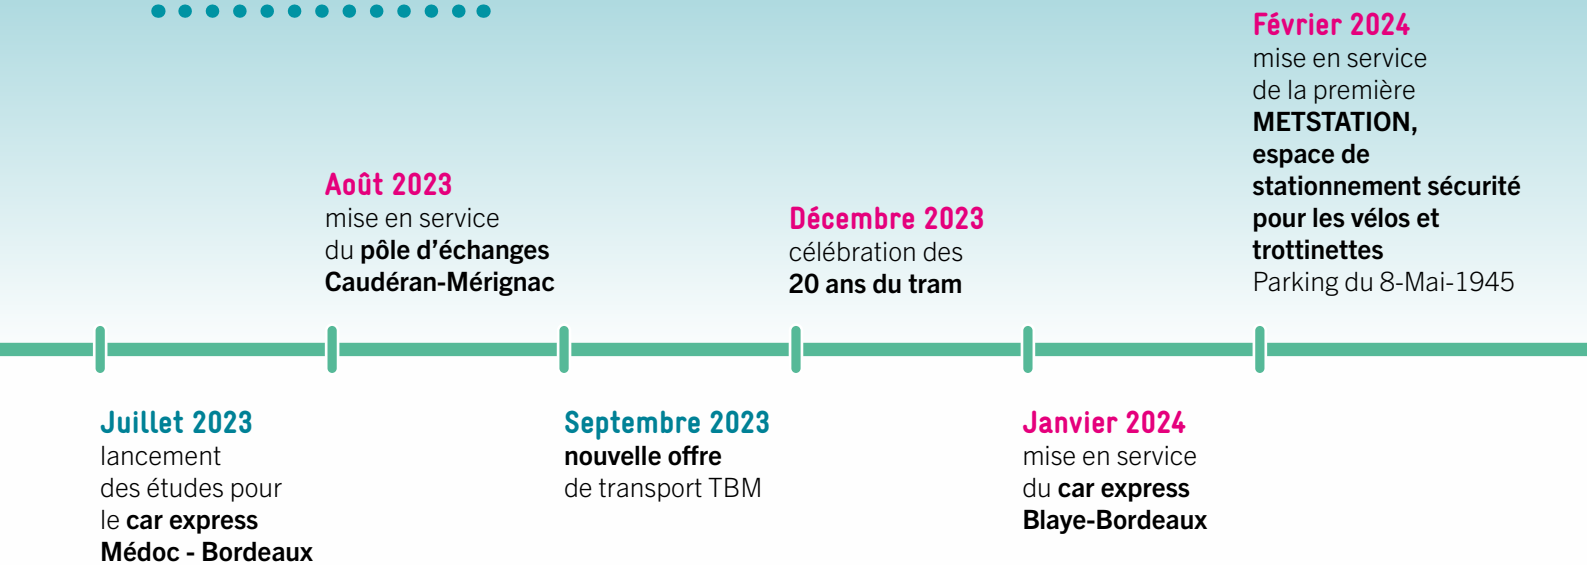 Juillet 2023
lancement
des études pour
le car express
Médoc - Bordeaux
Août 2023
mise en service
du pôle d’échanges
Caudéran-Mérignac
Septembre 2023
nouvelle offre
de transport TBM
Décembre 2023
célébration des
20 ans du tram
Janvier 2024
mise en service
du car express
Blaye-Bordeaux
Février 2024
mise en service
de la première
METSTATION,
espace de
stationnement sécurité
pour les vélos et
trottinettes
Parking du 8-Mai-1945